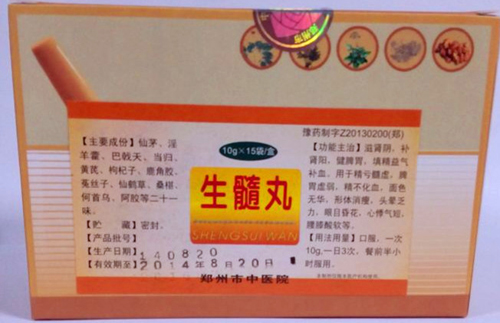 豫药制字Z20130200(郑)
10g×15袋/盒
【主要成份】仙茅、淫
羊藿、巴戟天、当归、
黄芪、枸杞子、鹿角胶、
菟丝子、仙鹤草、桑椹、
何首乌、阿胶等二十一
味。
【贮 藏】密封。
【产品批号】
【生产日期】140820
【有效期至】2014年8月20日
生髓丸
SHENGSUIWAN
【功能主治】滋肾阴、补
肾阳、健脾胃、填精益气
补血。用于精亏髓虚，脾
胃虚弱，精不化血，面色
无华，形体消瘦，头晕乏
力，眼目昏花，心悸气短，
腰膝酸软等。
【用法用量】口服，一次
10g，一日3次，餐前半小
时服用。
郑州市中医院